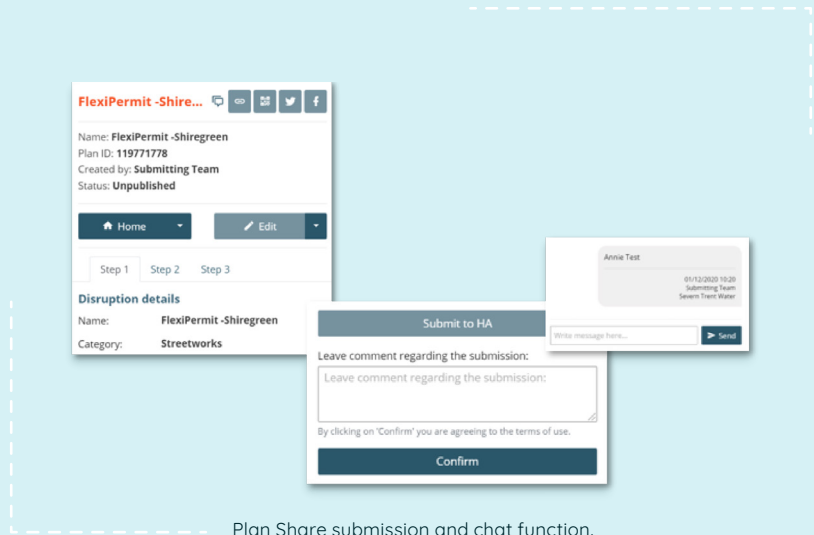 FlexiPermit -Shire...
Name: FlexiPermit -Shiregreen
Plan ID: 119771778
Created by: Submitting Team
Status: Unpublished
Home
Edit
Step 1 Step 2 Step 3
Disruption details
Name: FlexiPermit -Shiregreen
Category: Streetworks
Annie Test
01/12/2020 10:20
Submitting Team
Severn Trent Water
Write message here...
Send
Submit to HA
Leave comment regarding the submission:
Leave comment regarding the submission:
By clicking on 'Confirm' you are agreeing to the terms of use.
Confirm
Plan Share submission and chat function.